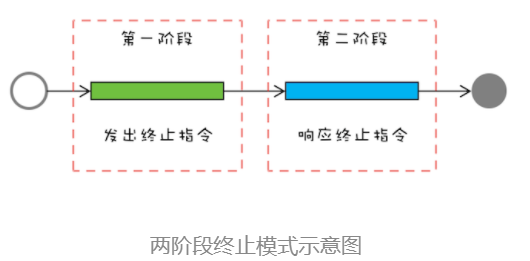 第一阶段
第二阶段
发出终止指令
响应终止指令
两阶段终止模式示意图